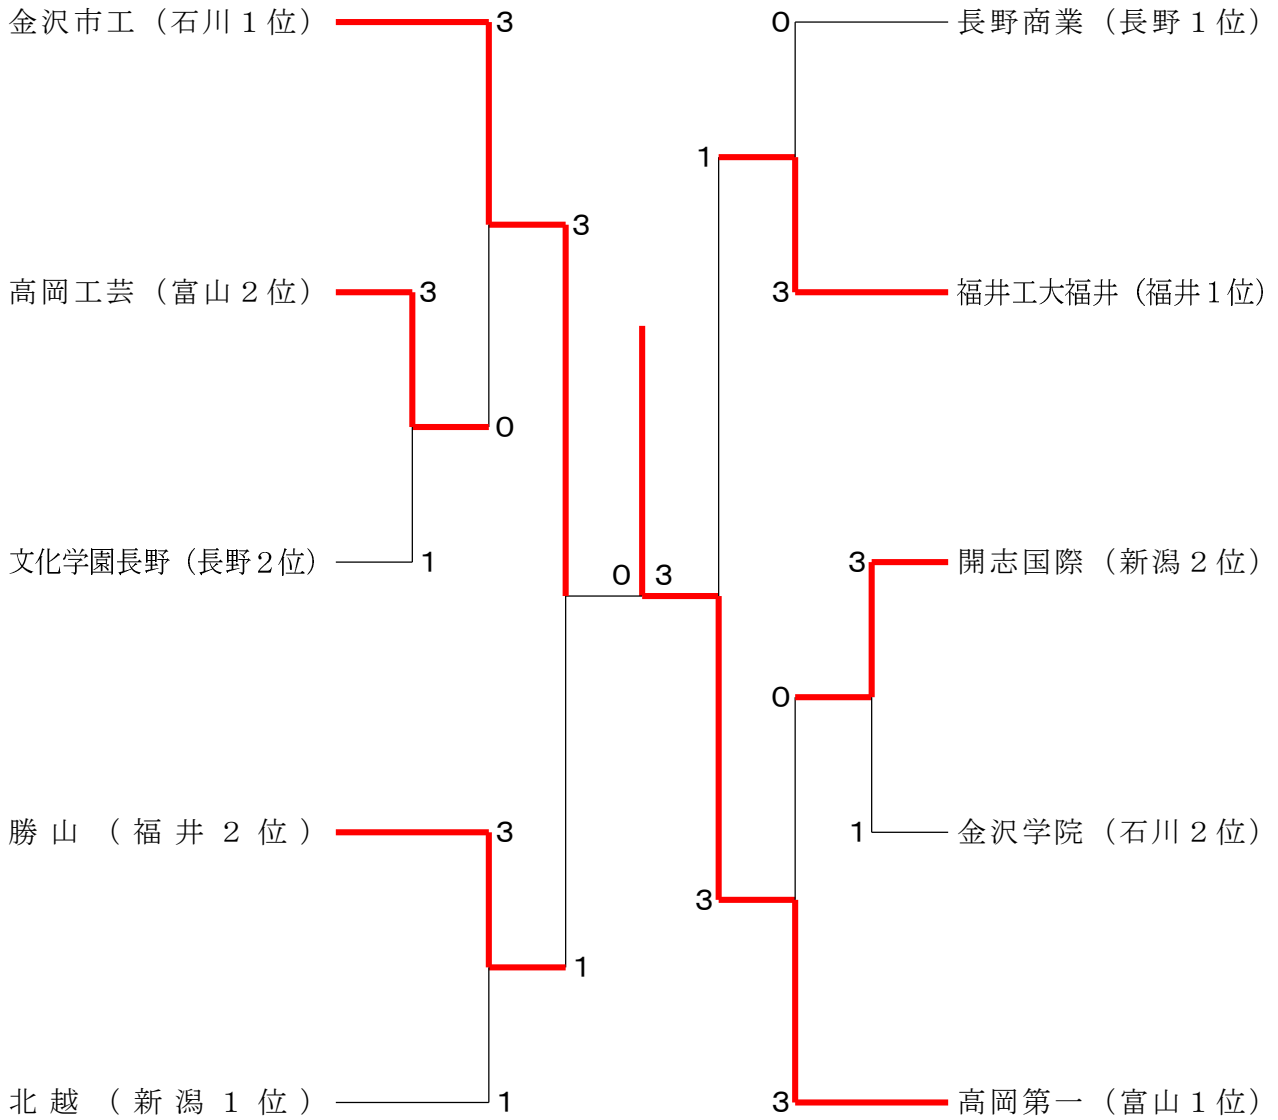 金沢市工（石川１位）
3
0
長野商業（長野１位）
1
3
高岡工芸（富山２位）
3
3
福井工大福井（福井１位）
0
文化学園長野（長野２位）
1
0
3
3
開志国際（新潟２位）
0
勝山（福井２位）
3
1
金沢学院（石川２位）
3
1
北越（新潟１位）
1
3
高岡第一（富山１位）